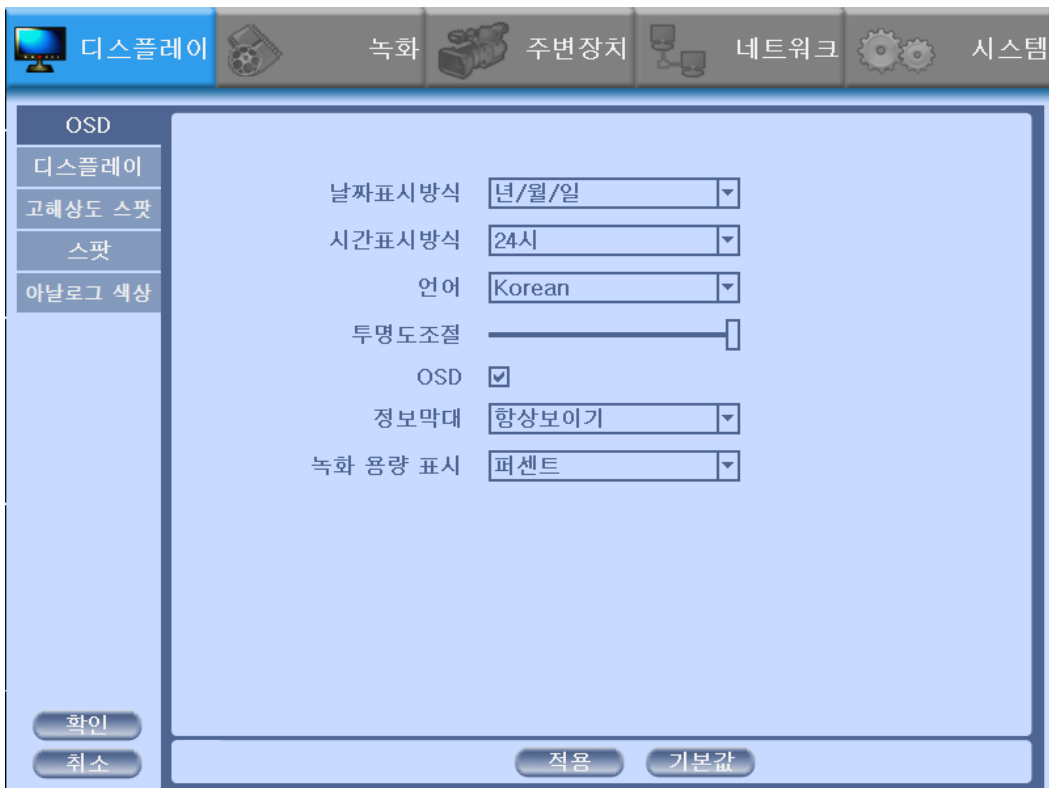 디스플레이 녹화 주변장치 네트워크 시스템
OSD
디스플레이
고해상도 스팟
스팟
아날로그 색상
날짜표시방식 년/월/일
시간표시방식 24시
언어 Korean
투명도조절
OSD
정보막대 항상보이기
녹화 용량 표시 퍼센트
확인
취소
적용 기본값